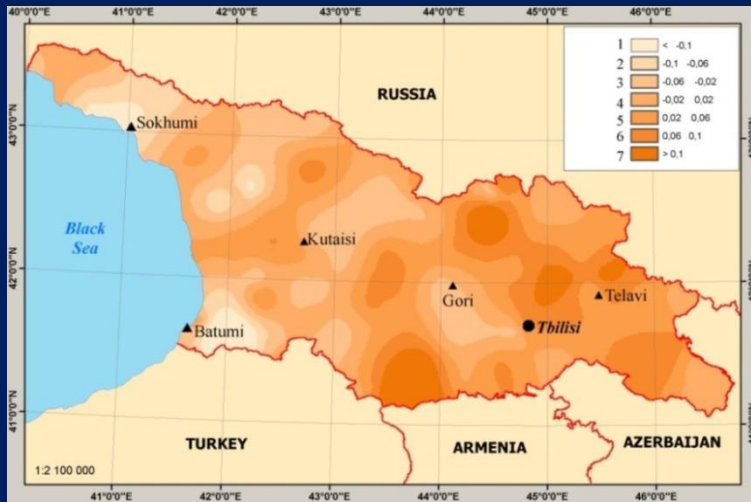 40°0'0"E 41°0'0"E 42°0'0"E 43°0'0"E 44°0'0"E 45°0'0"E 46°0'0"E
1 < -0,1
2 -0,1 -0,06
3 -0,06 -0,02
4 -0,02 0,02
5 0,02 0,06
6 0,06 0,1
7 > 0,1
RUSSIA
43°0'0"N
Sokhumi
Black
Sea
Kutaisi
42°0'0"N
Gori
Telavi
Batumi
Tbilisi
41°0'0"N
TURKEY
ARMENIA
AZERBAIJAN
1:2 100 000
41°0'0"E 42°0'0"E 43°0'0"E 44°0'0"E 45°0'0"E 46°0'0"E